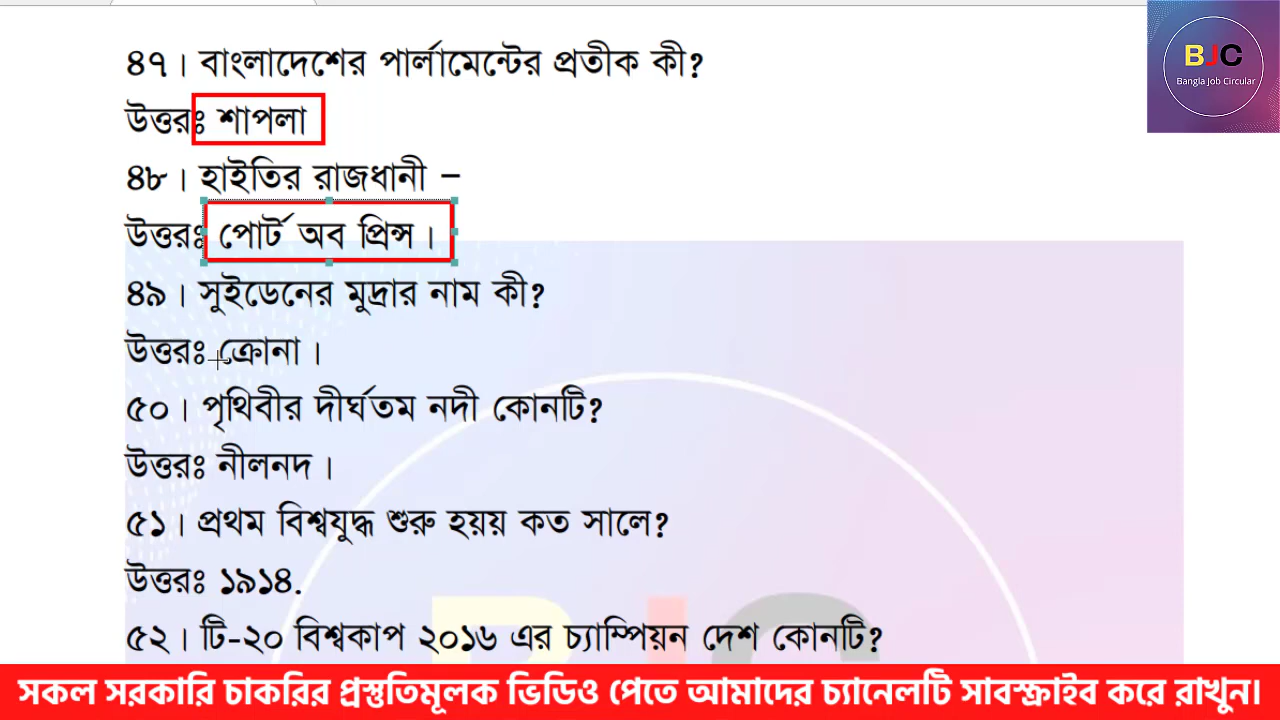 ৪৭। বাংলাদেশের পার্লামেন্টের প্রতীক কী?
উত্তরঃ শাপলা
৪৮। হাইতির রাজধানী –
উত্তরঃ পোর্ট অব প্রিন্স।
৪৯। সুইডেনের মুদ্রার নাম কী?
উত্তরঃ ক্রোনা।
৫০। পৃথিবীর দীর্ঘতম নদী কোনটি?
উত্তরঃ নীলনদ।
৫১। প্রথম বিশ্বযুদ্ধ শুরু হয়য় কত সালে?
উত্তরঃ ১৯১৪.
৫২। টি-২০ বিশ্বকাপ ২০১৬ এর চ্যাম্পিয়ন দেশ কোনটি?
BJC
Bangla Job Circular
BJC
সকল সরকারি চাকরির প্রস্তুতিমূলক ভিডিও পেতে আমাদের চ্যানেলটি সাবস্ক্রাইব করে রাখুন।